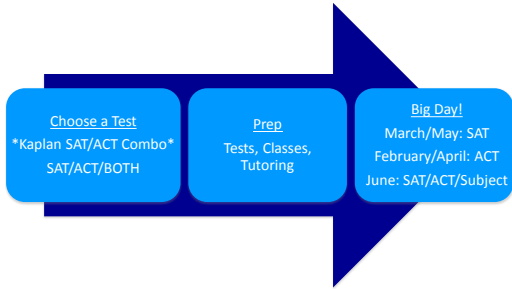 Choose a Test
*Kaplan SAT/ACT Combo*
SAT/ACT/BOTH
Prep
Tests, Classes,
Tutoring
Big Day!
March/May: SAT
February/April: ACT
June: SAT/ACT/Subject